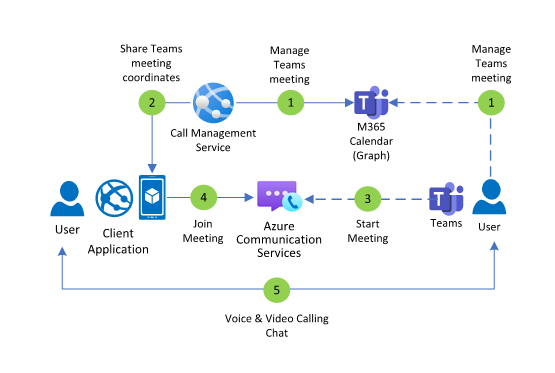 Share Teams
meeting
coordinates
Manage
Teams
meeting
Manage
Teams
meeting
2
1
1
Call Management
Service
M365
Calendar
(Graph)
4
3
User
Client
Application
Join
Meeting
Azure
Communication
Services
Start
Meeting
Teams
User
5
Voice & Video Calling
Chat